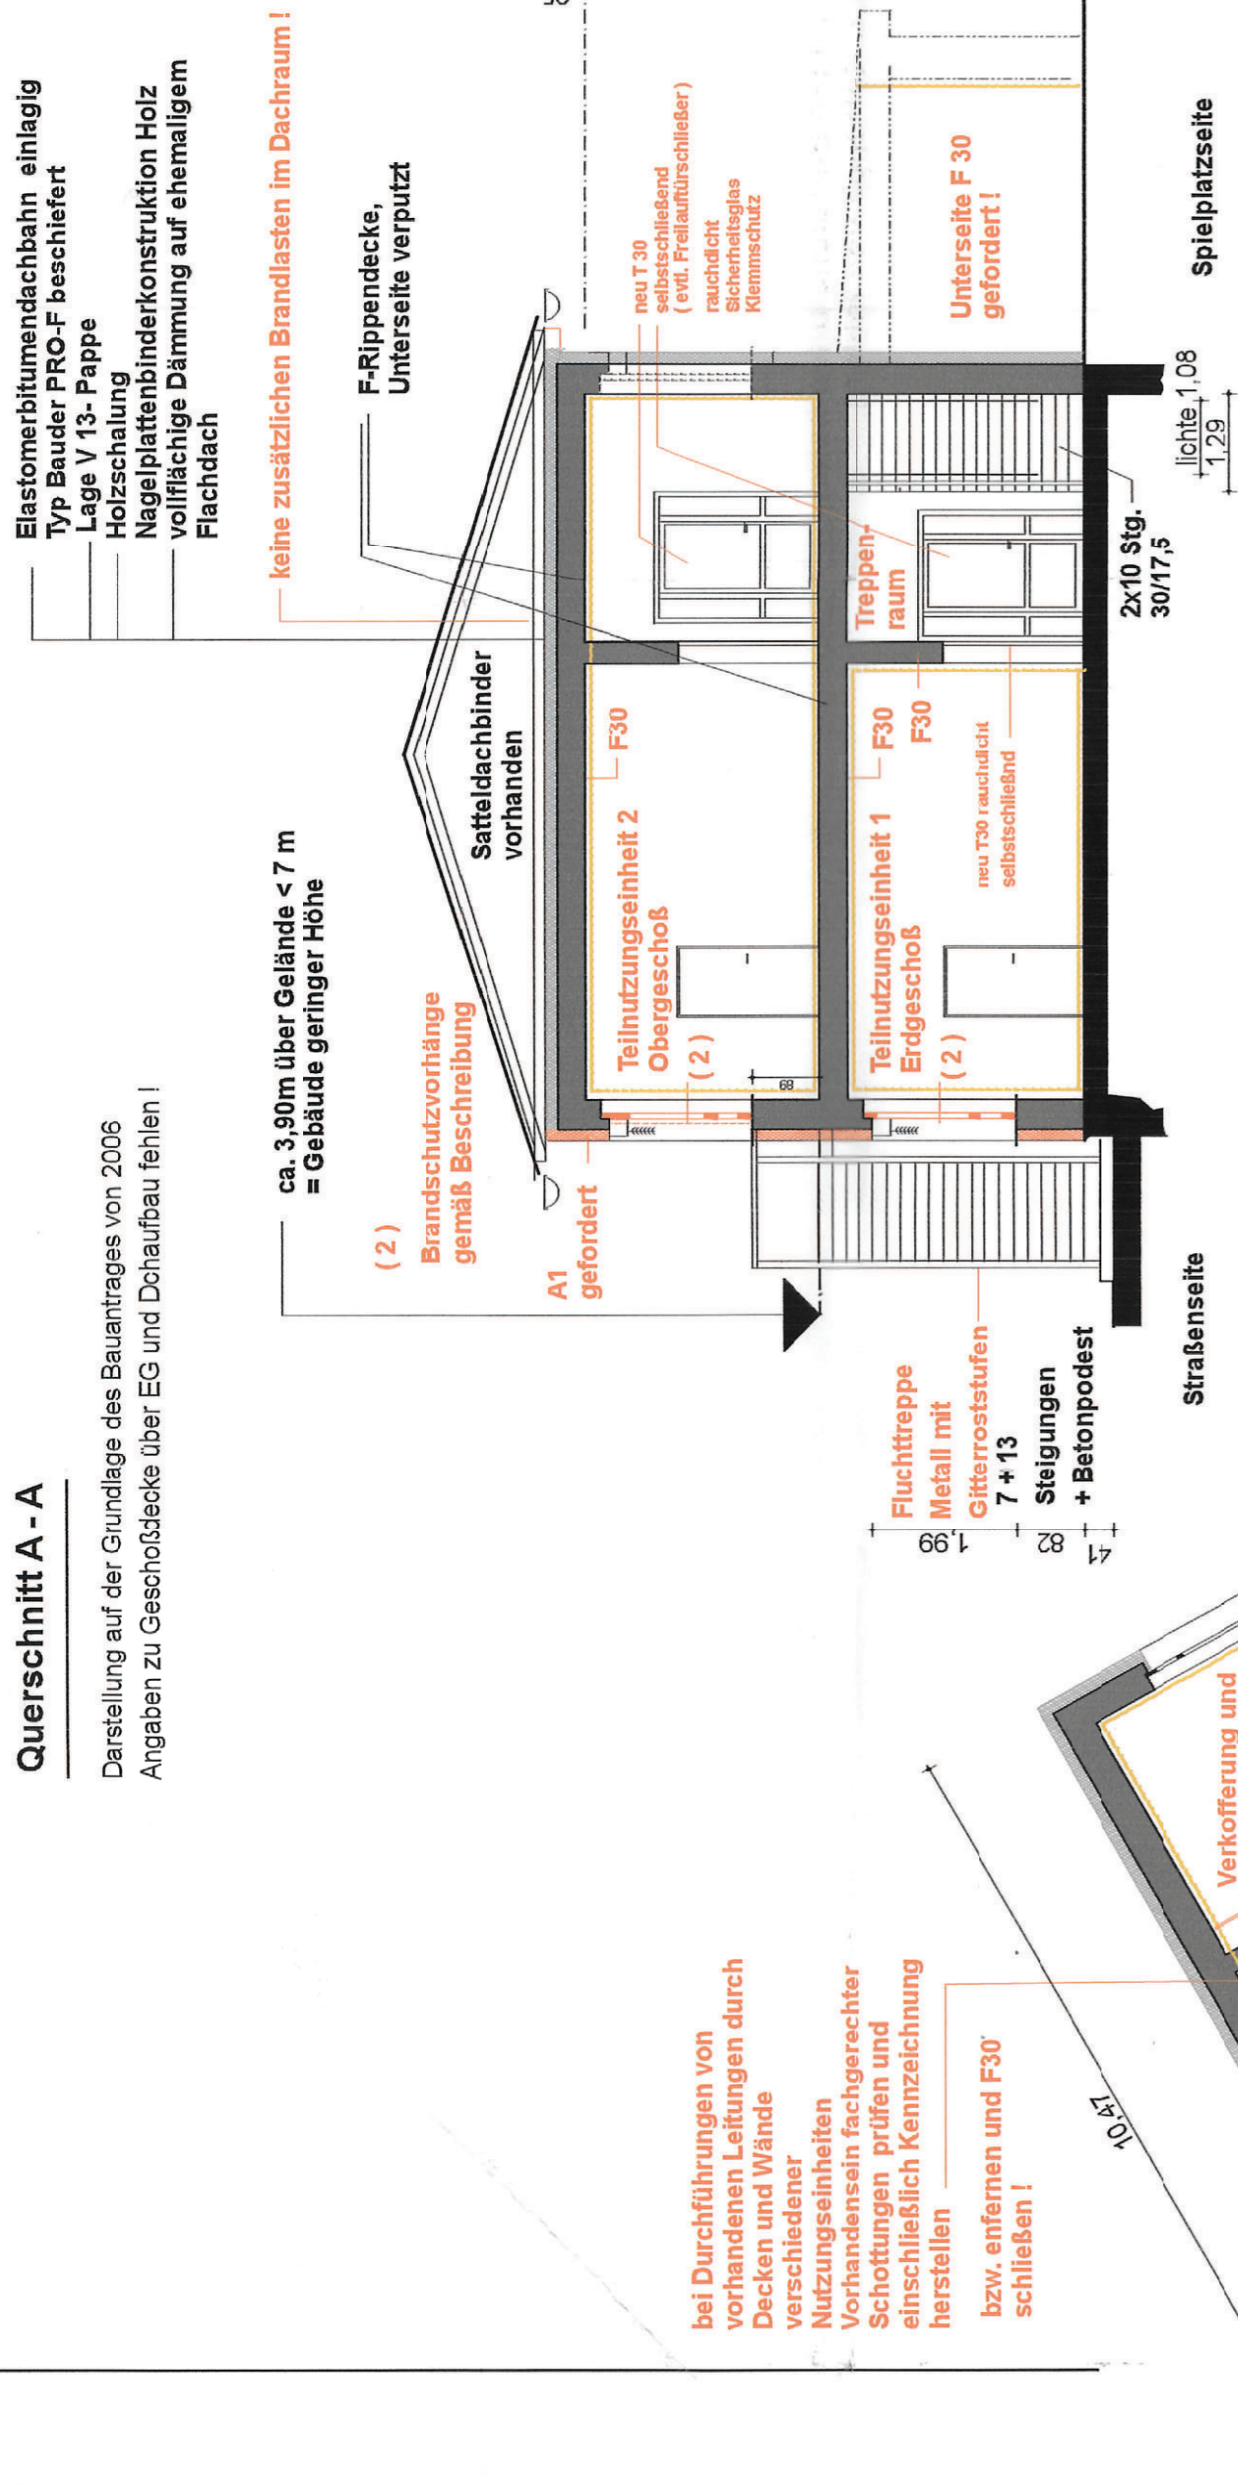 Querschnitt A - A
Darstellung auf der Grundlage des Bauantrages von 2006
Angaben zu Geschoßdecke über EG und Dchaufbau fehlen !
Elastomerbitumendachbahn einlagig
Typ Bauder PRO-F beschiefert
Lage V 13- Pappe
Holzschalung
Nagelplattenbinderkonstruktion Holz
vollflächige Dämmung auf ehemaligem
Flachdach
keine zusätzlichen Brandlasten im Dachraum !
ca. 3,90m über Gelände < 7 m
= Gebäude geringer Höhe
F-Rippendecke,
Unterseite verputzt
( 2 )
Brandschutzvorhänge
gemäß Beschreibung
Satteldachbinder
vorhanden
A1
gefordert
F30
Teilnutzungseinheit 2
Obergeschoß
( 2 )
89
neu T 30
selbstschließend
( evtl. Freilauftürschließer )
rauchdicht
Sicherheitsglas
Klemmschutz
Treppen-
raum
F30
F30
Teilnutzungseinheit 1
Erdgeschoß
( 2 )
neu T30 rauchdicht
selbstschließnd
Unterseite F 30
gefordert !
Fluchttreppe
Metall mit
Gitterroststufen
7 + 13
Steigungen
+ Betonpodest
1,99
82
41
2x10 Stg.
30/17,5
lichte 1,08
1,29
Straßenseite
Spielplatzseite
bei Durchführungen von
vorhandenen Leitungen durch
Decken und Wände
verschiedener
Nutzungseinheiten
Vorhandensein fachgerechter
Schottungen prüfen und
einschließlich Kennzeichnung
herstellen
bzw. enfernen und F30
schließen !
10,47
Verkofferung und